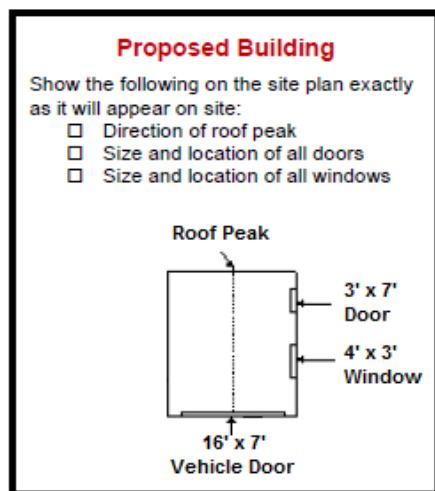 Proposed Building
Show the following on the site plan exactly
as it will appear on site:
Direction of roof peak
Size and location of all doors
Size and location of all windows
Roof Peak
3' x 7'
Door
4' x 3'
Window
16' x 7'
Vehicle Door